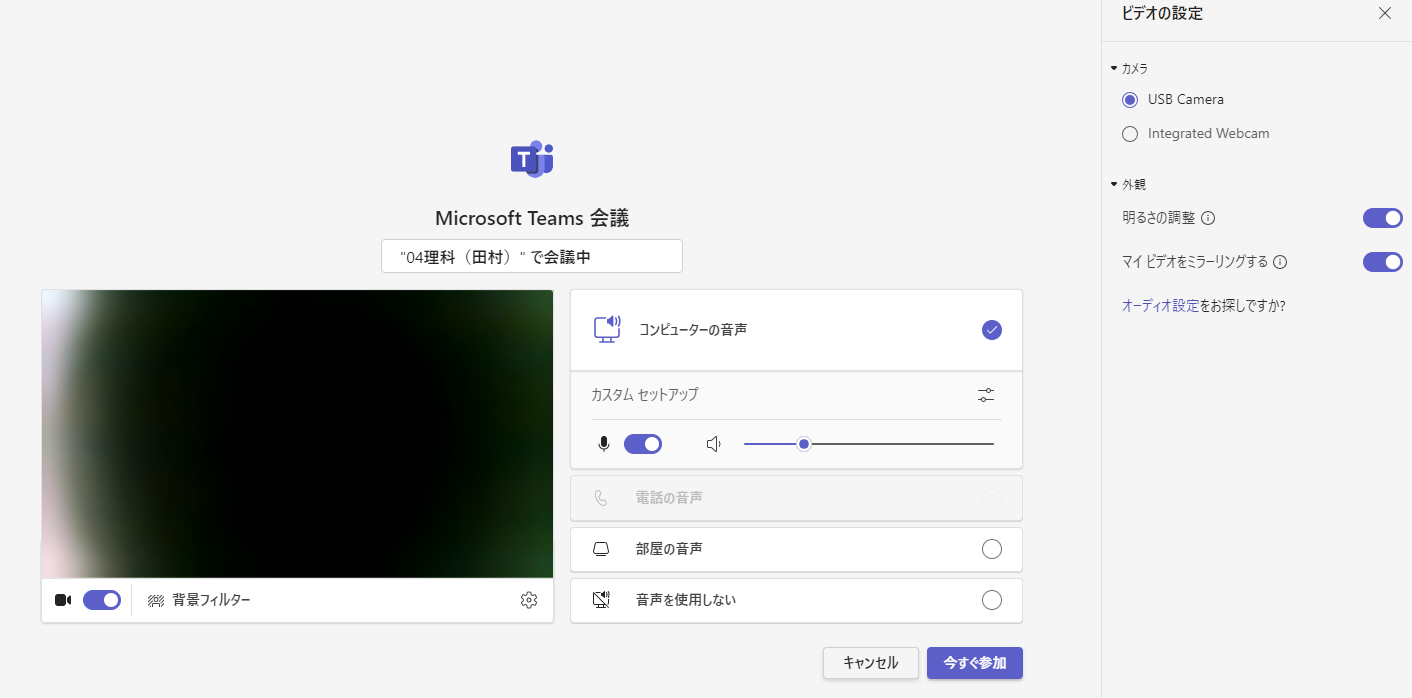 Microsoft Teams 会議
"04理科（田村）" で会議中
コンピューターの音声
カスタム セットアップ
電話の音声
部屋の音声
音声を使用しない
背景フィルター
キャンセル
今すぐ参加
ビデオの設定
カメラ
USB Camera
Integrated Webcam
外観
明るさの調整
マイ ビデオをミラーリングする
オーディオ設定をお探しですか?